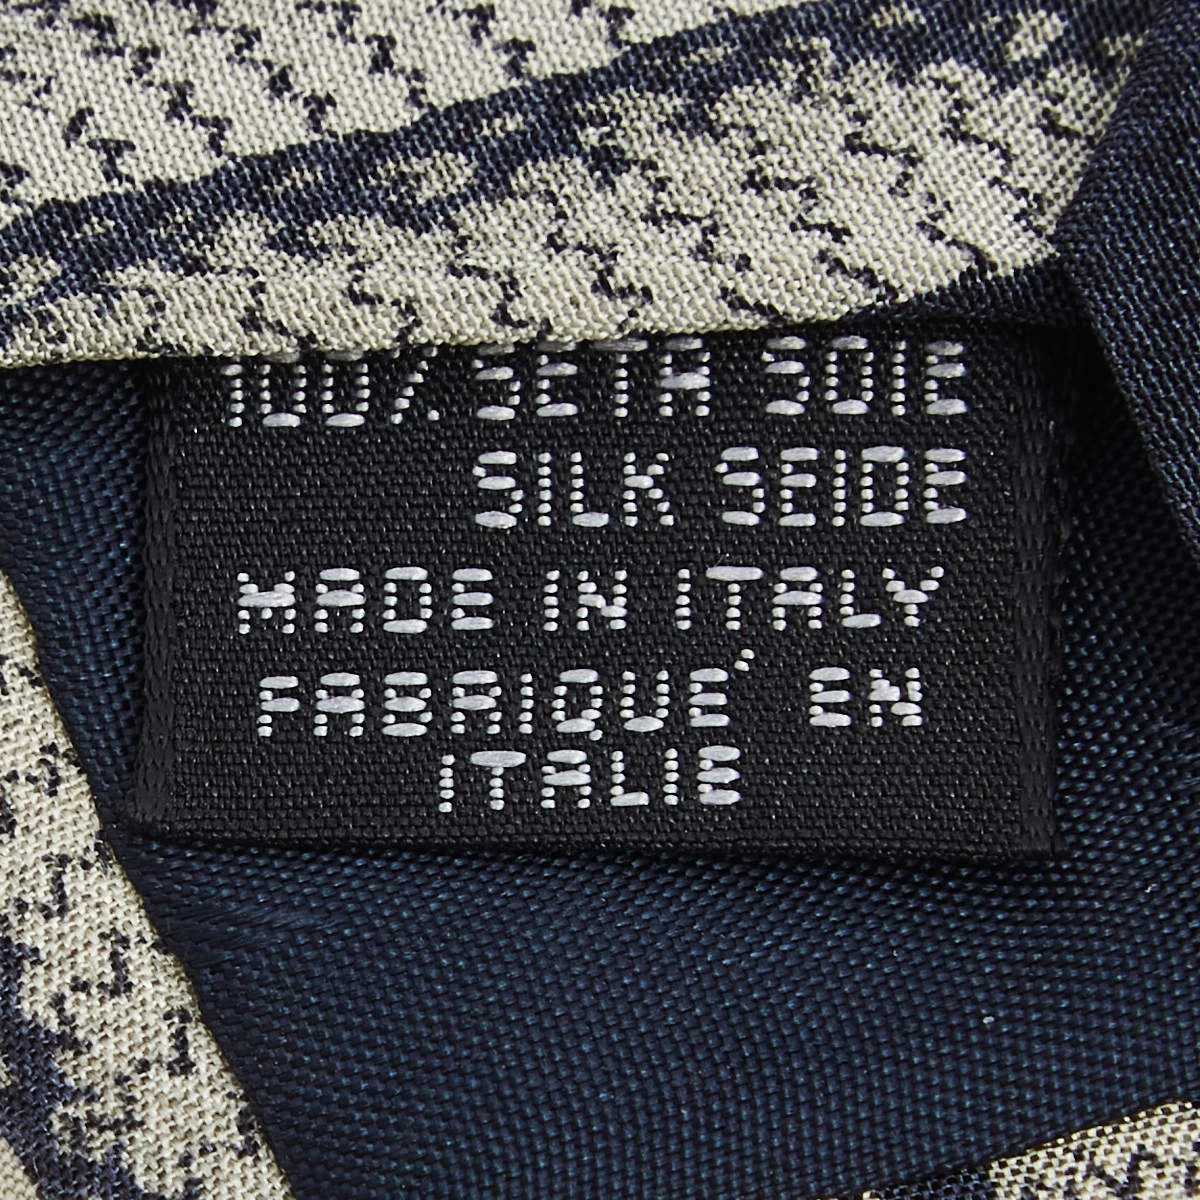 100% SETA SOIE
SILK SEIDE
MADE IN ITALY
FABRIQUE´ EN
ITALIE